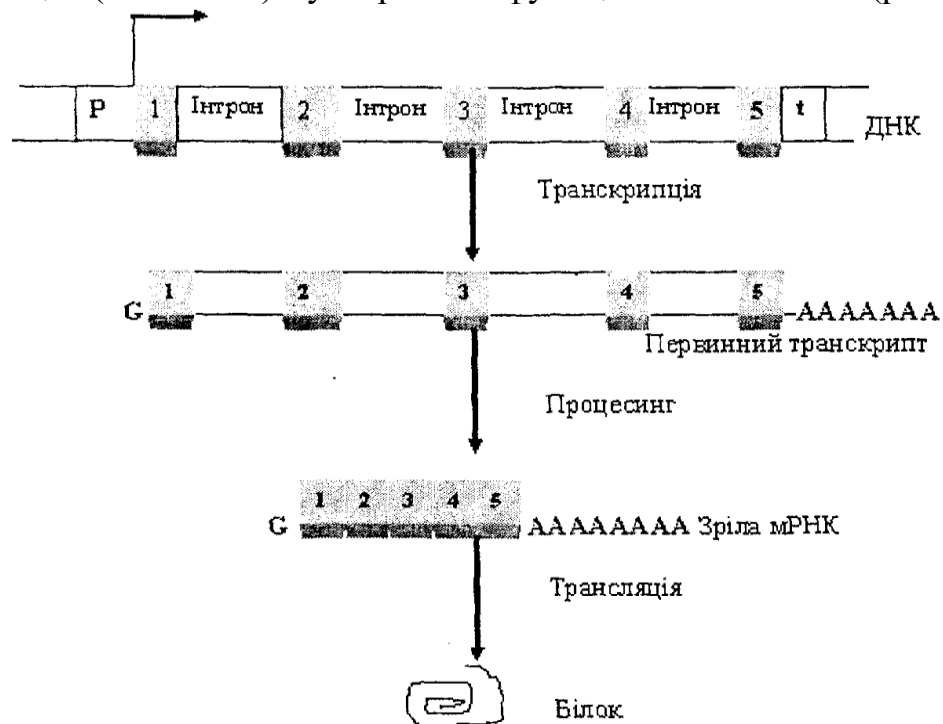 P 1 Інтрон 2 Інтрон 3 Інтрон 4 Інтрон 5 t
ДНК
Транскрипція
1 2 3 4 5
G AAAAAAA
Первинний транскрипт
Процесинг
1 2 3 4 5
G AAAAAAAA Зріла мРНК
Трансляція
Білок